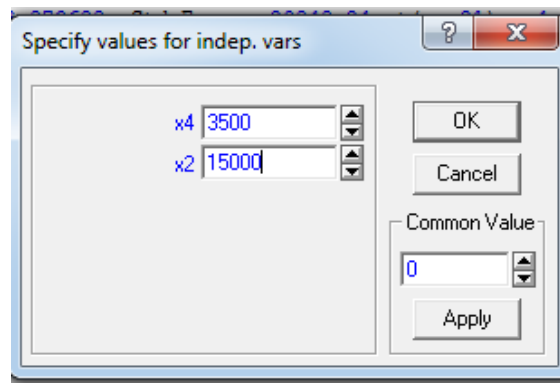 Specify values for indep. vars
x4 3500
x2 15000
OK
Cancel
Common Value
0
Apply